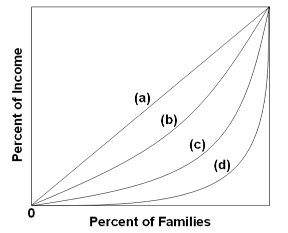 Percent of Income
(a)
(b)
(c)
(d)
0
Percent of Families